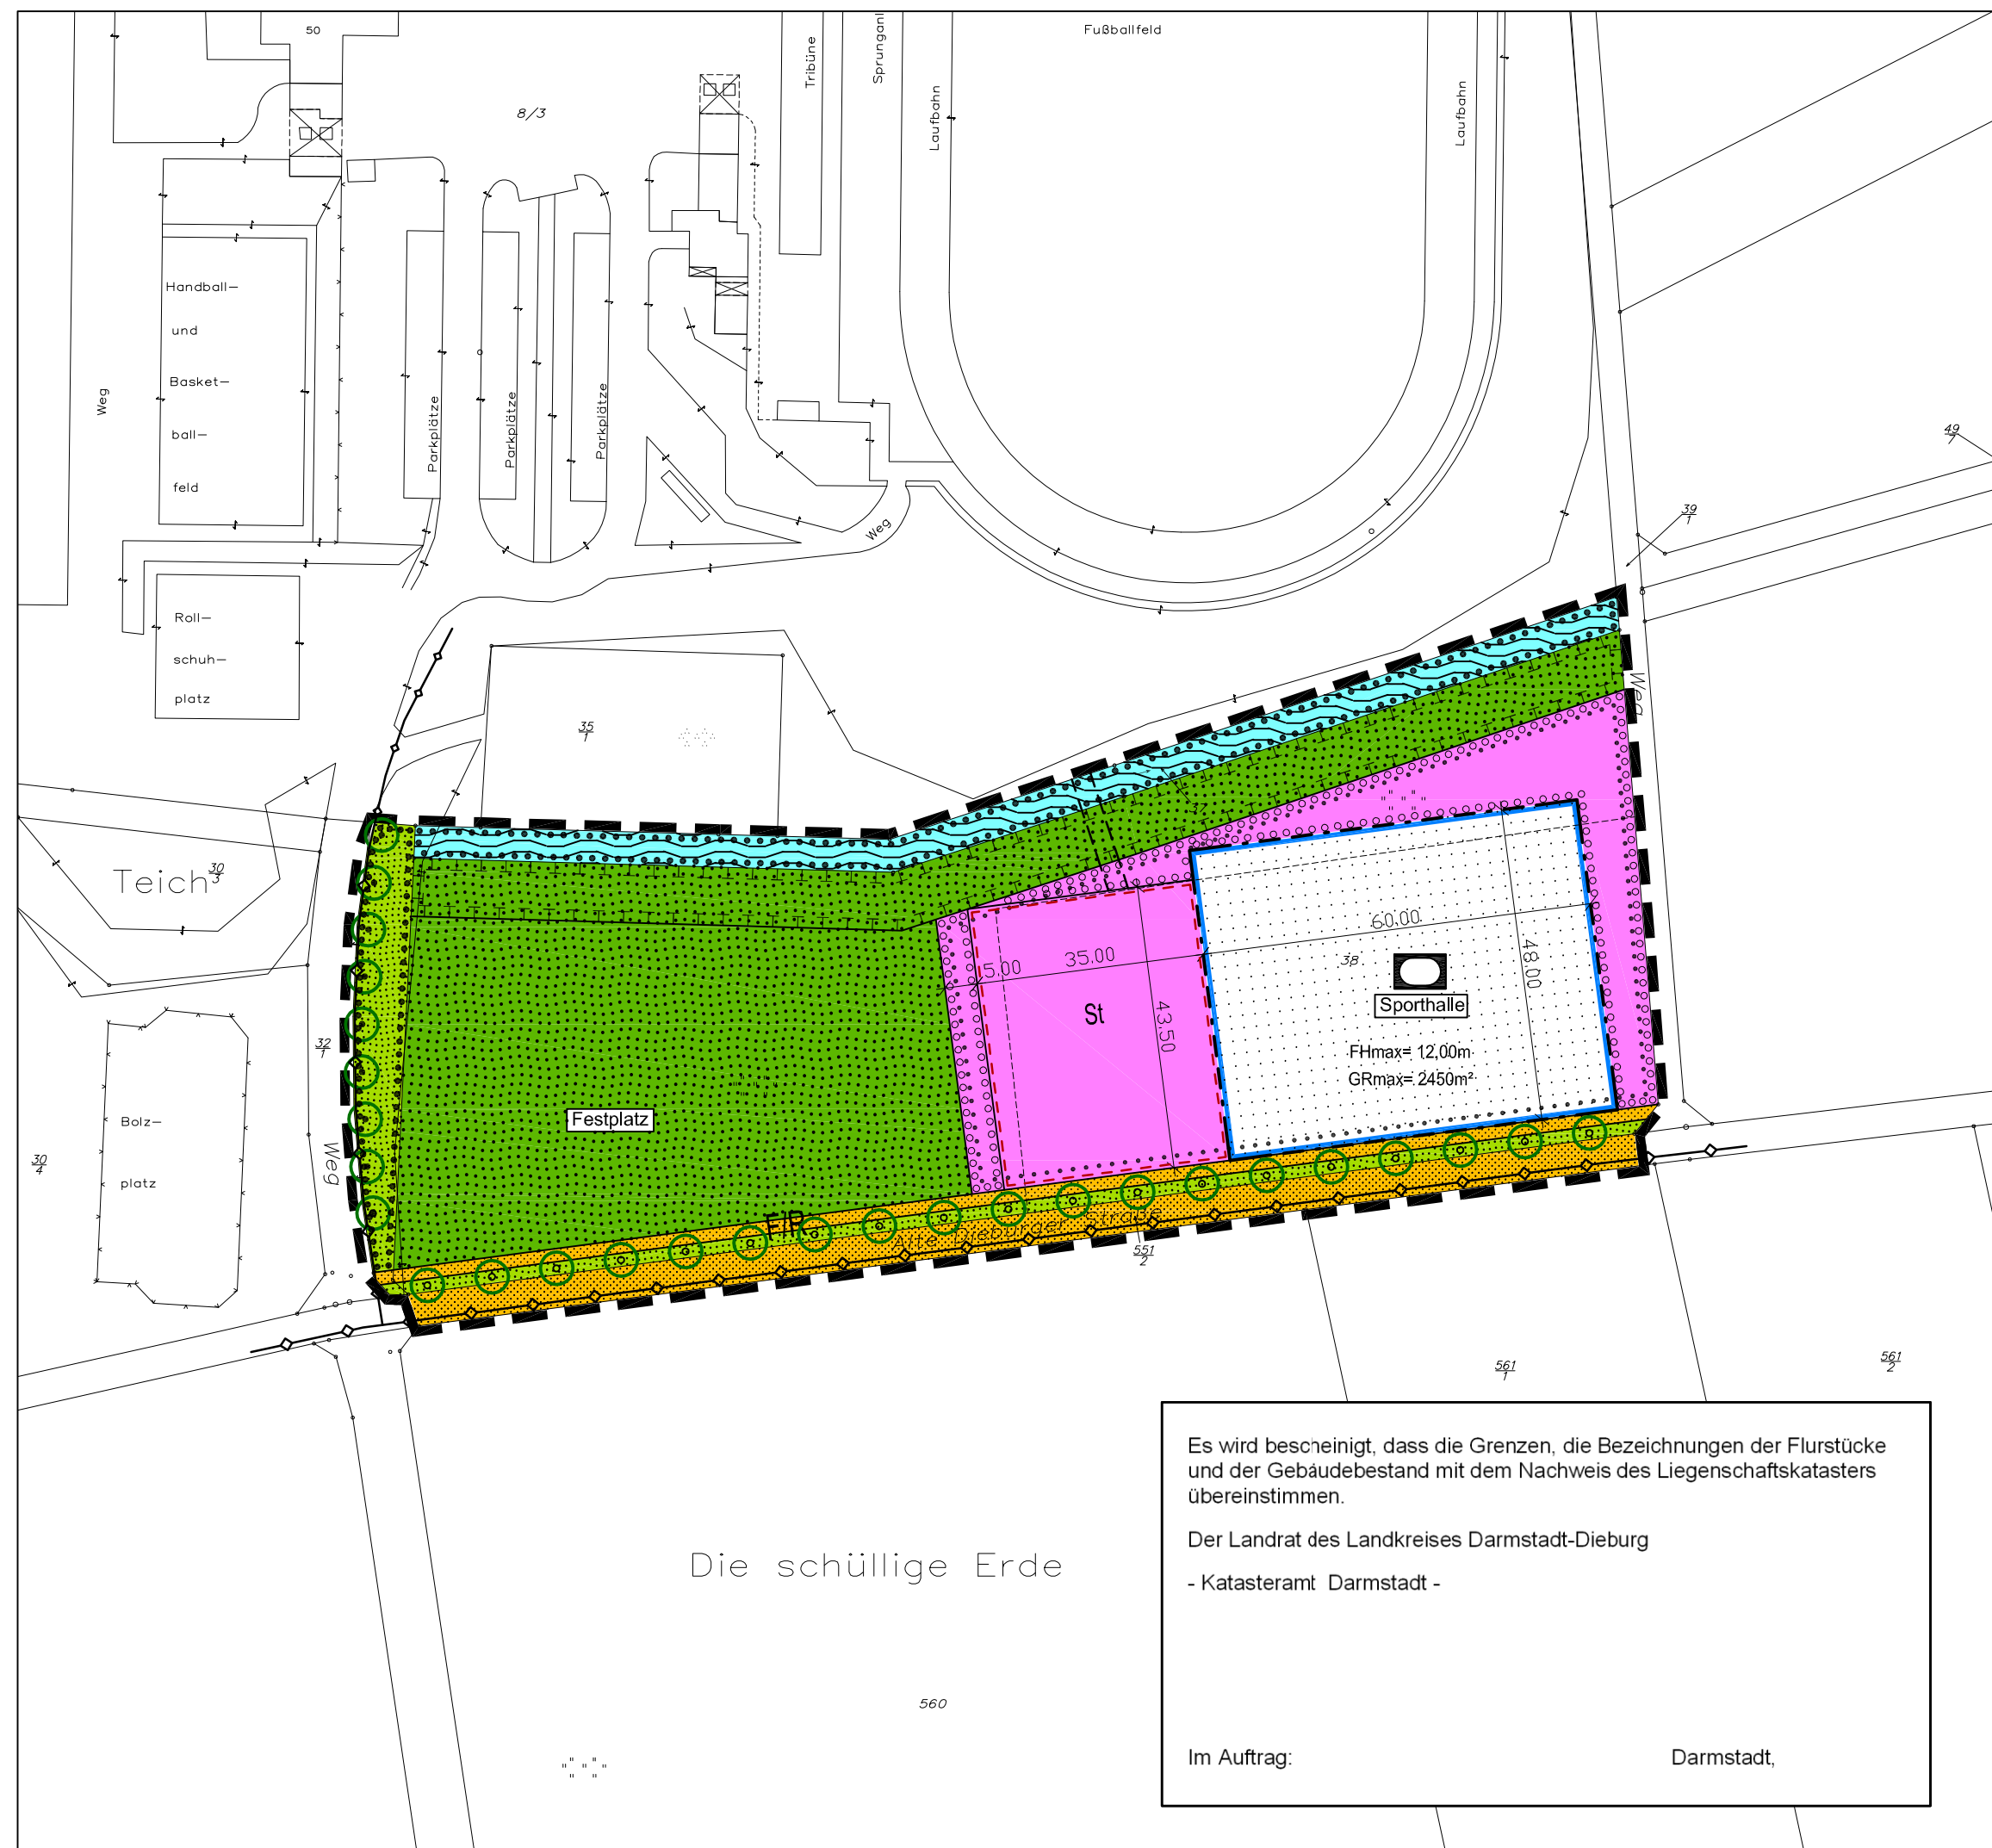 50
8/3
Tribüne
Sprunganl
Laufbahn
Fußballfeld
Laufbahn
Handball-
und
Basket-
ball-
feld
Weg
Parkplätze
Parkplätze
Parkplätze
Weg
49
7
39
1
Roll-
schuh-
platz
35
1
Weg
Teich
30
3
37
60.00
5.00
35.00
38
48.00
Sporthalle
St
43.50
FHmax= 12,00m
GRmax= 2450m²
32
1
Festplatz
Bolz-
platz
30
4
Weg
F/R
551
2
561
1
561
2
Die schüllige Erde
560
Es wird bescheinigt, dass die Grenzen, die Bezeichnungen der Flurstücke
und der Gebäudebestand mit dem Nachweis des Liegenschaftskatasters
übereinstimmen.
Der Landrat des Landkreises Darmstadt-Dieburg
- Katasteramt Darmstadt -
Im Auftrag:
Darmstadt,